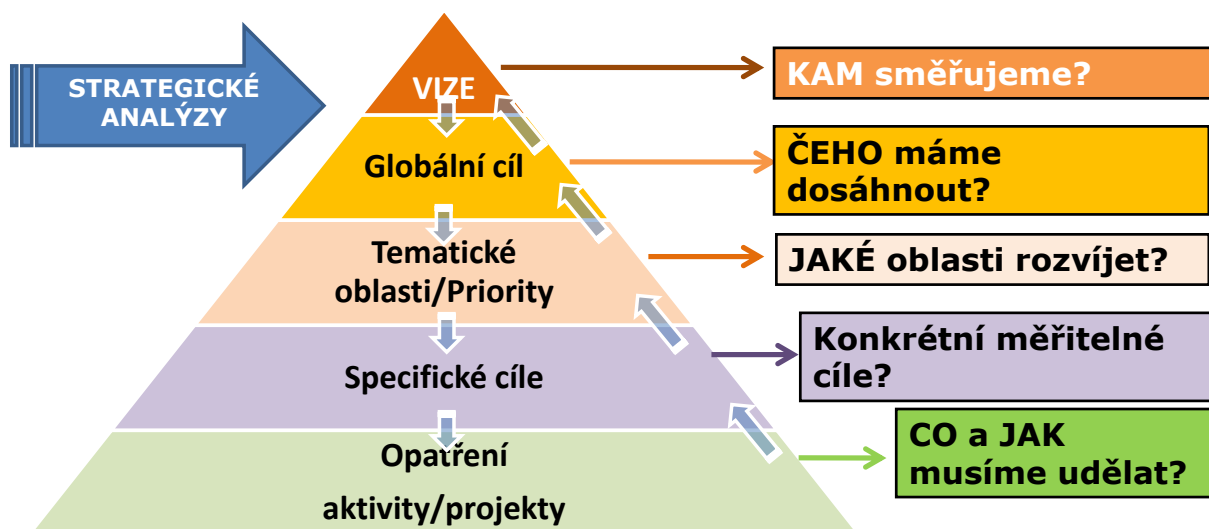 STRATEGICKÉ
ANALÝZY
VIZE
KAM směřujeme?
Globální cíl
ČEHO máme
dosáhnout?
Tematické
oblasti/Priority
JAKÉ oblasti rozvíjet?
Specifické cíle
Konkrétní měřitelné
cíle?
Opatření
aktivity/projekty
CO a JAK
musíme udělat?